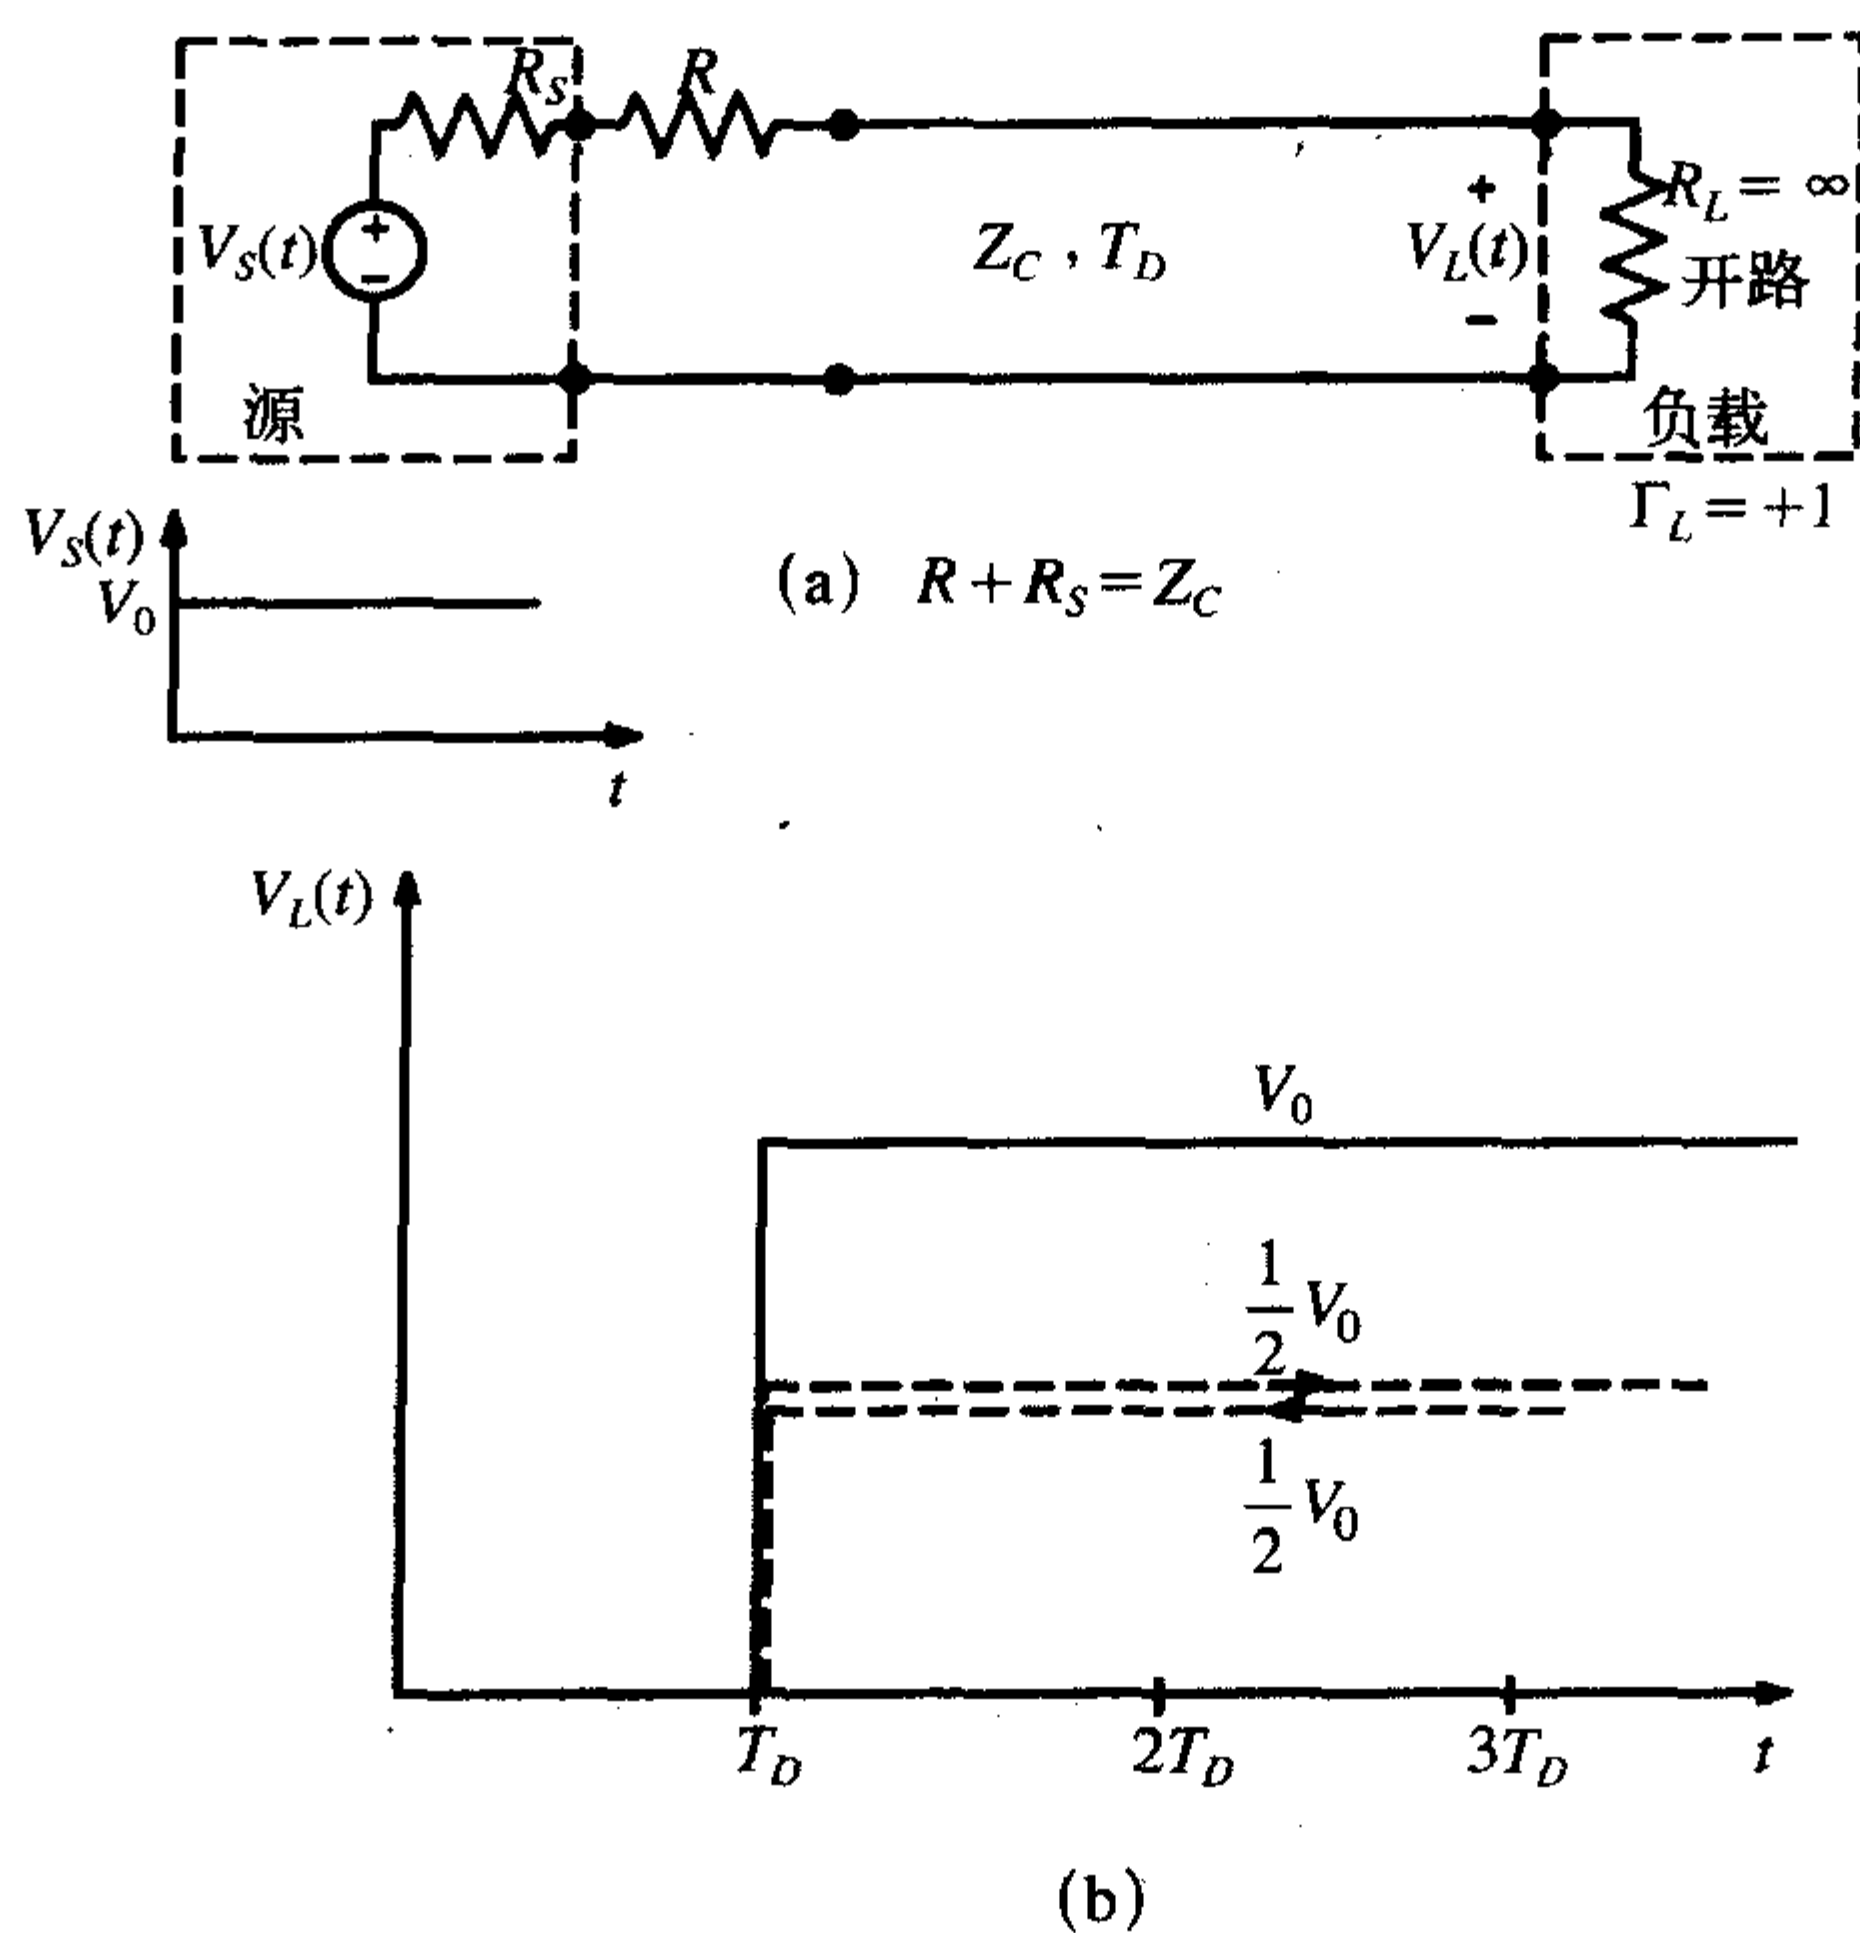 R_S R
V_S(t) + − Z_C , T_D + V_L(t) − R_L = ∞
开路
源 负载
Γ_L = +1
V_S(t)
V_0
t
(a) R + R_S = Z_C
V_L(t)
V_0
1/2 V_0
1/2 V_0
T_D 2T_D 3T_D t
(b)